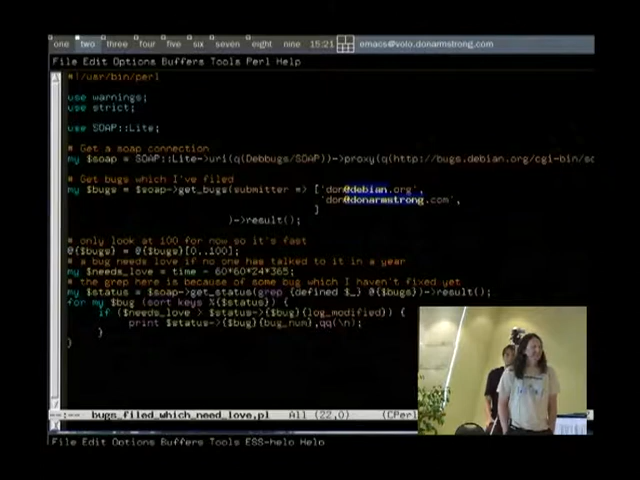 one two three four five six seven eight nine 15:21 emacs@volo.donarmstrong.com
File Edit Options Buffers Tools Perl Help
#!/usr/bin/perl
use warnings;
use strict;
use SOAP::Lite;
# Get a soap connection
my $soap = SOAP::Lite->uri(q(Debbugs/SOAP))->proxy(q(http://bugs.debian.org/cgi-bin/so
# Get bugs which I've filed
my $bugs = $soap->get_bugs(submitter => ['don@debian.org',
'don@donarmstrong.com',
]
)->result();
# only look at 100 for now so it's fast
@{$bugs} = @{$bugs}[0..100];
# a bug needs love if no one has talked to it in a year
my $needs_love = time - 60*60*24*365;
# the grep here is because of some bug which I haven't fixed yet
my $status = $soap->get_status(grep {defined $_} @{$bugs})->result();
for my $bug (sort keys %{$status}) {
if ($needs_love > $status->{$bug}{log_modified}) {
print $status->{$bug}{bug_num},qq(\n);
}
}
--:-- bugs_filed_which_need_love.pl All (22,0) (CPerl
File Edit Options Buffers Tools ESS-help Help